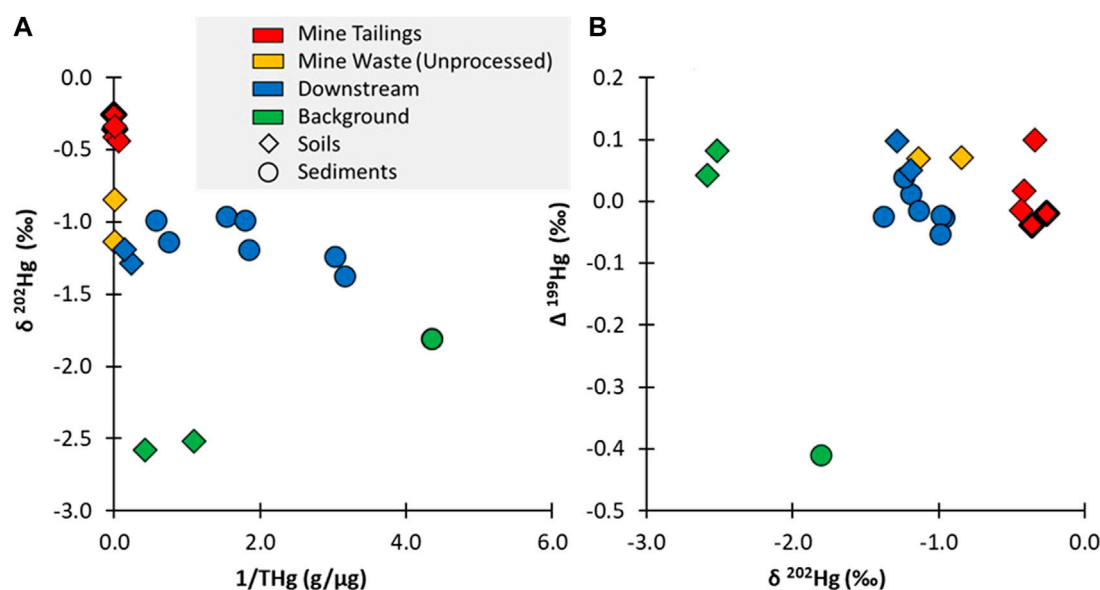 A
Mine Tailings
Mine Waste (Unprocessed)
Downstream
Background
Soils
Sediments
0.0
-0.5
-1.0
-1.5
-2.0
-2.5
-3.0
δ ²⁰²Hg (‰)
0.0 2.0 4.0 6.0
1/THg (g/µg)
B
0.2
0.1
0.0
-0.1
-0.2
-0.3
-0.4
-0.5
Δ ¹⁹⁹Hg (‰)
-3.0 -2.0 -1.0 0.0
δ ²⁰²Hg (‰)